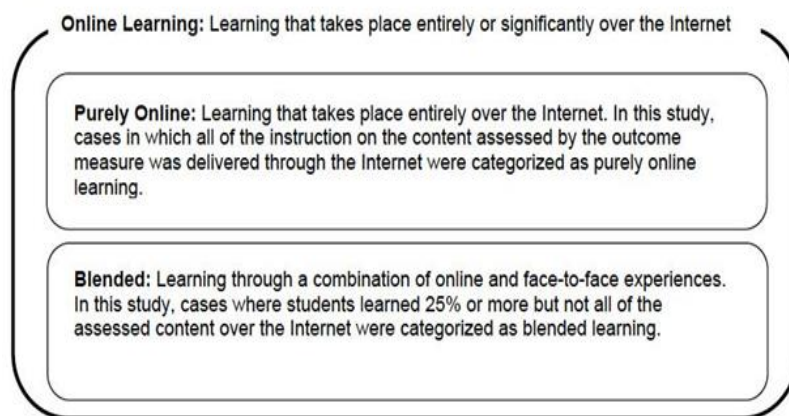 Online Learning: Learning that takes place entirely or significantly over the Internet
Purely Online: Learning that takes place entirely over the Internet. In this study,
cases in which all of the instruction on the content assessed by the outcome
measure was delivered through the Internet were categorized as purely online
learning.
Blended: Learning through a combination of online and face-to-face experiences.
In this study, cases where students learned 25% or more but not all of the
assessed content over the Internet were categorized as blended learning.